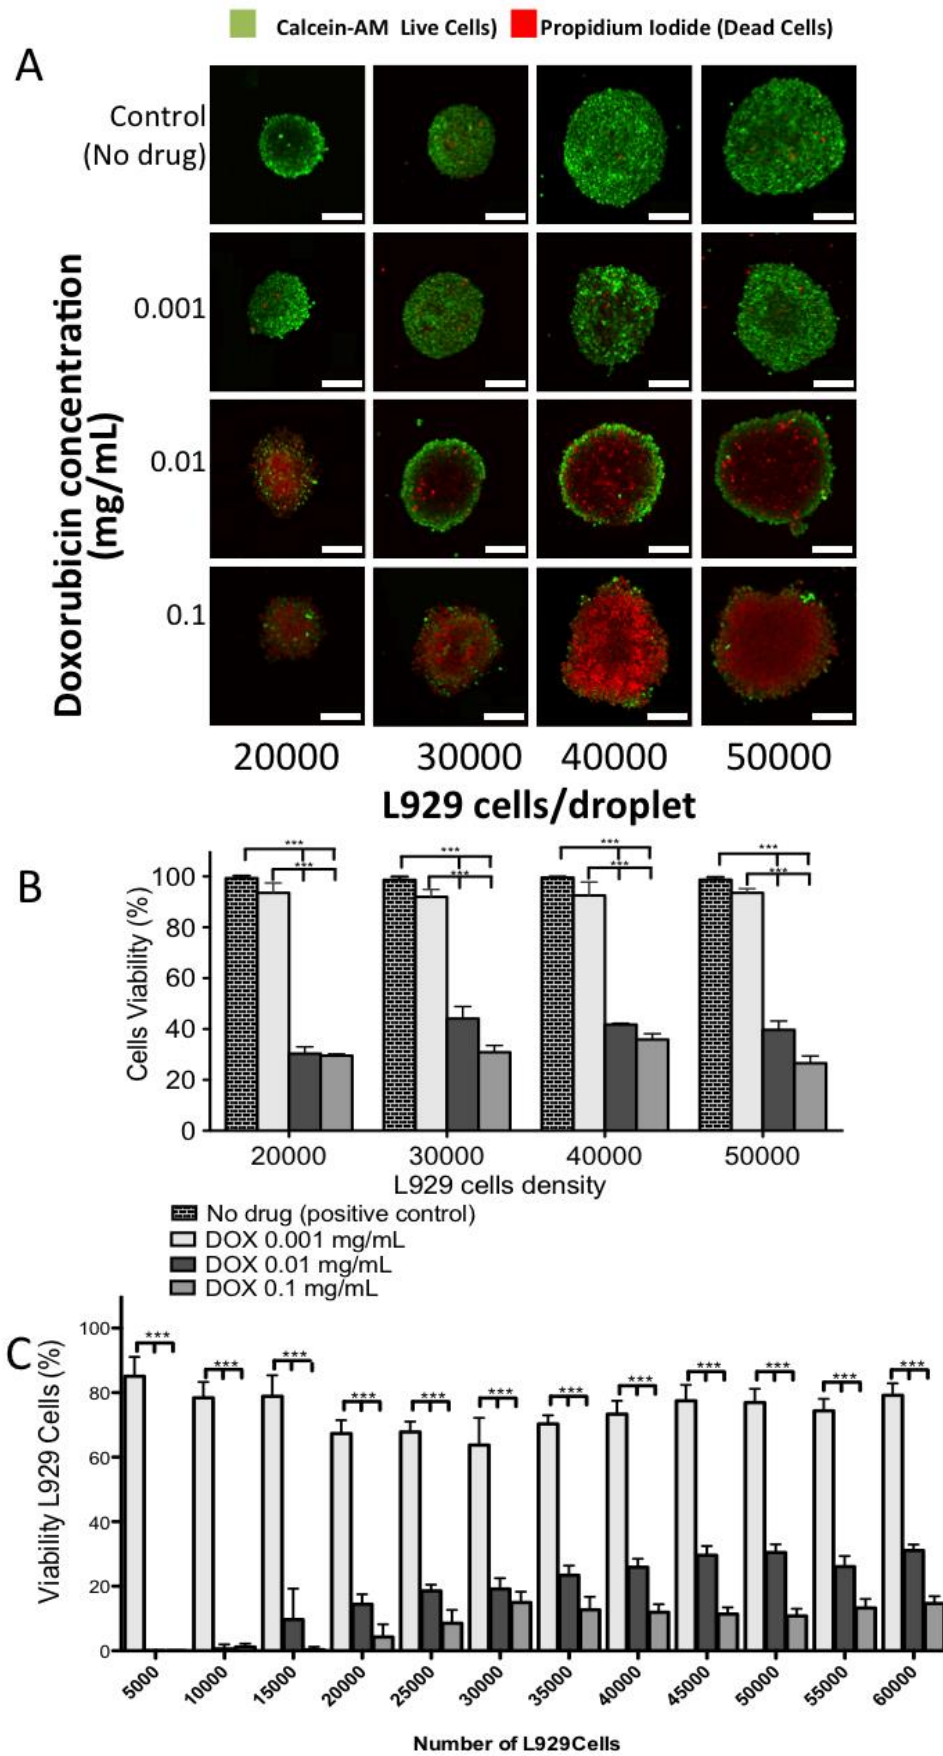 Calcein-AM Live Cells) Propidium Iodide (Dead Cells)
A
Control
(No drug)
0.001
0.01
0.1
Doxorubicin concentration
(mg/mL)
20000 30000 40000 50000
L929 cells/droplet
B
Cells Viability (%)
100
80
60
40
20
0
*** *** *** ***
*** *** *** ***
20000 30000 40000 50000
L929 cells density
No drug (positive control)
DOX 0.001 mg/mL
DOX 0.01 mg/mL
DOX 0.1 mg/mL
C
Viability L929 Cells (%)
100
80
60
40
20
0
*** *** *** *** *** *** *** *** *** *** *** ***
5000 10000 15000 20000 25000 30000 35000 40000 45000 50000 55000 60000
Number of L929Cells